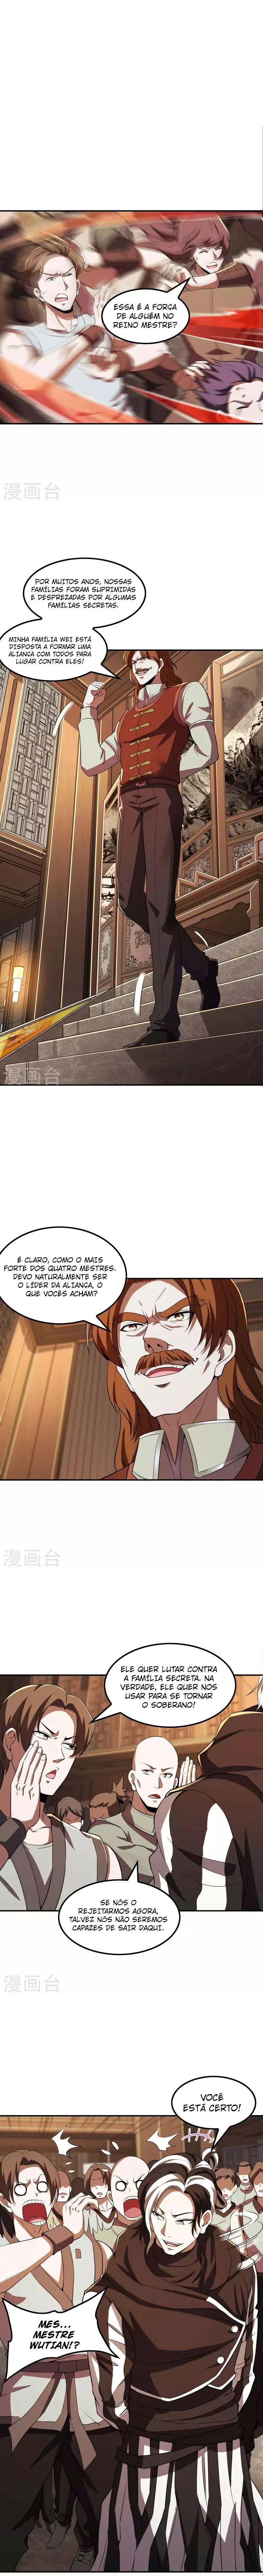 ESSA É A FORÇA
DE ALGUÉM NO
REINO MESTRE?
漫画台
POR MUITOS ANOS, NOSSAS
FAMÍLIAS FORAM SUPRIMIDAS
E DESPREZADAS POR ALGUMAS
FAMÍLIAS SECRETAS.
MINHA FAMÍLIA WEI ESTÁ
DISPOSTA A FORMAR UMA
ALIANÇA COM TODOS PARA
LUGAR CONTRA ELES!
漫画台
É CLARO, COMO O MAIS
FORTE DOS QUATRO MESTRES.
DEVO NATURALMENTE SER
O LÍDER DA ALIANÇA, O
QUE VOCÊS ACHAM?
漫画台
ELE QUER LUTAR CONTRA
A FAMÍLIA SECRETA. NA
VERDADE, ELE QUER NOS
USAR PARA SE TORNAR
O SOBERANO!
SE NÓS O
REJEITARMOS AGORA,
TALVEZ NÓS NÃO SEREMOS
CAPAZES DE SAIR DAQUI.
漫画台
VOCÊ
ESTÁ CERTO!
MES...
MESTRE
WUTIAN!?